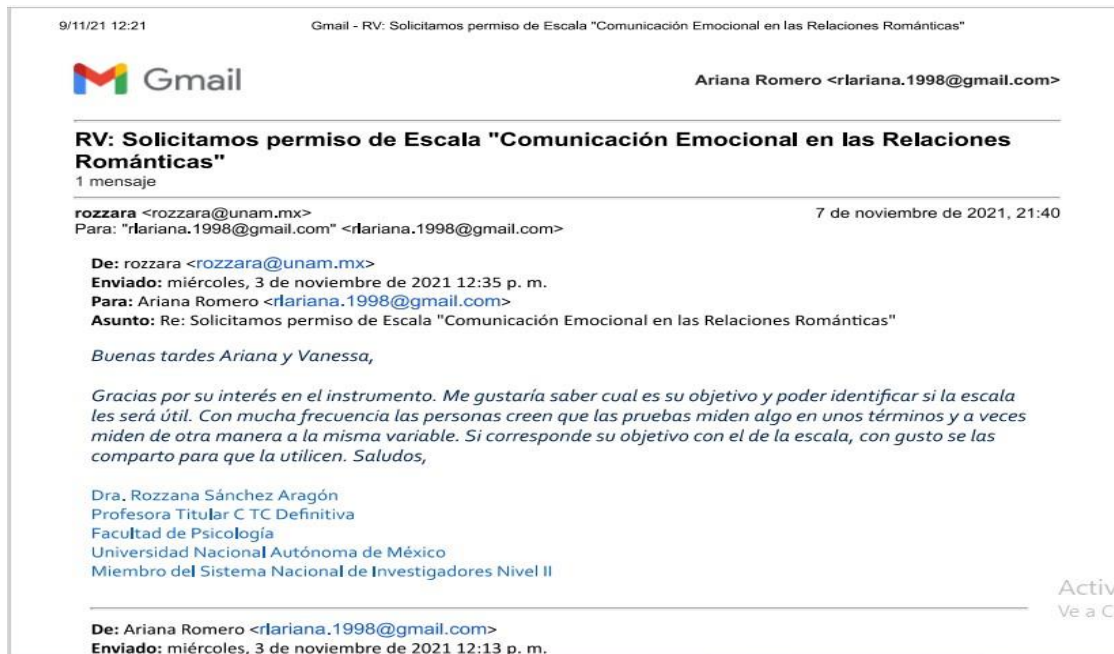 9/11/21 12:21
Gmail - RV: Solicitamos permiso de Escala "Comunicación Emocional en las Relaciones Románticas"
Gmail
Ariana Romero <rlariana.1998@gmail.com>
RV: Solicitamos permiso de Escala "Comunicación Emocional en las Relaciones
Románticas"
1 mensaje
rozzara <rozzara@unam.mx>
7 de noviembre de 2021, 21:40
Para: "rlariana.1998@gmail.com" <rlariana.1998@gmail.com>
De: rozzara <rozzara@unam.mx>
Enviado: miércoles, 3 de noviembre de 2021 12:35 p. m.
Para: Ariana Romero <rlariana.1998@gmail.com>
Asunto: Re: Solicitamos permiso de Escala "Comunicación Emocional en las Relaciones Románticas"
Buenas tardes Ariana y Vanessa,
Gracias por su interés en el instrumento. Me gustaría saber cual es su objetivo y poder identificar si la escala
les será útil. Con mucha frecuencia las personas creen que las pruebas miden algo en unos términos y a veces
miden de otra manera a la misma variable. Si corresponde su objetivo con el de la escala, con gusto se las
comparto para que la utilicen. Saludos,
Dra. Rozzana Sánchez Aragón
Profesora Titular C TC Definitiva
Facultad de Psicología
Universidad Nacional Autónoma de México
Miembro del Sistema Nacional de Investigadores Nivel II
Activ
Ve a C
De: Ariana Romero <rlariana.1998@gmail.com>
Enviado: miércoles, 3 de noviembre de 2021 12:13 p. m.